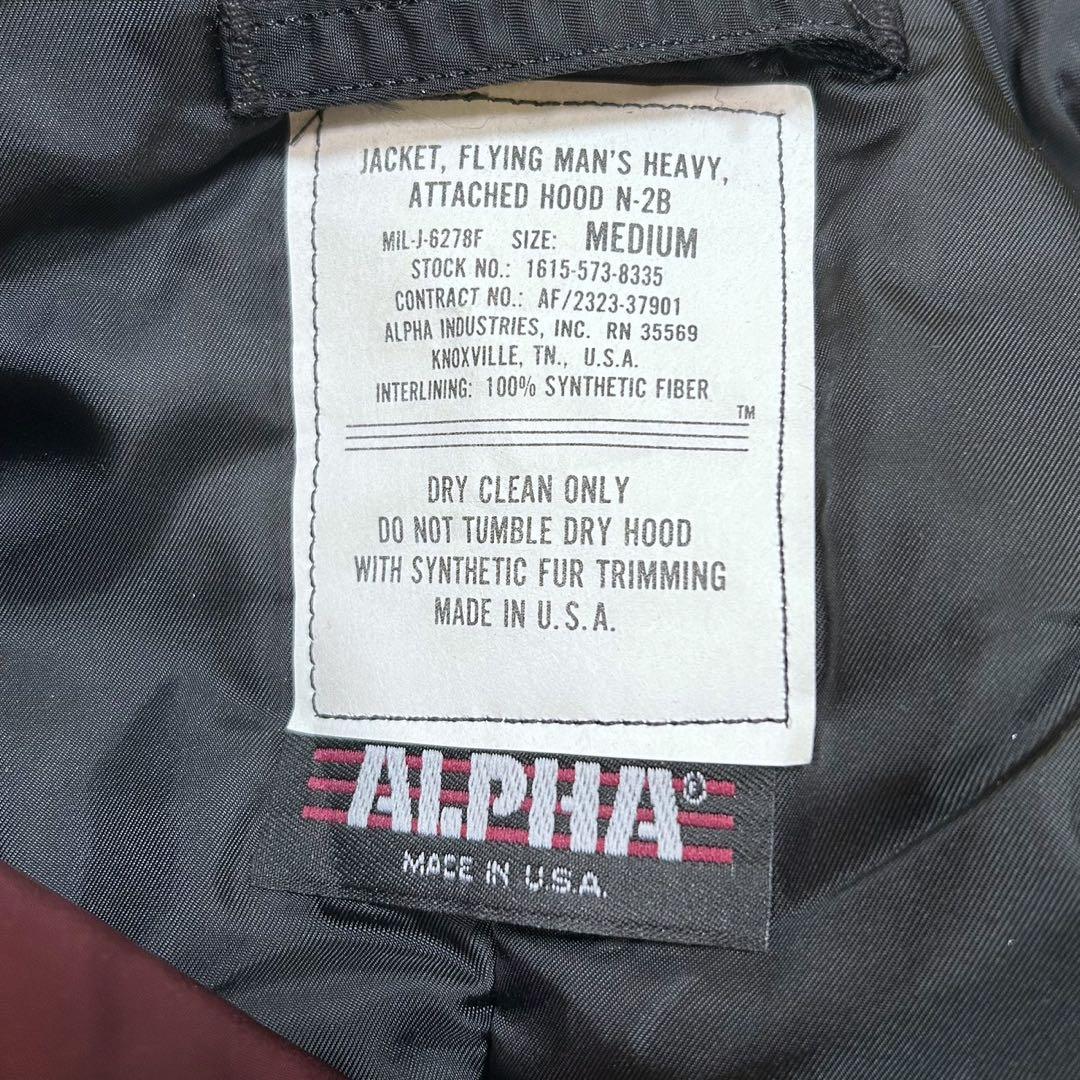 JACKET, FLYING MAN'S HEAVY,
ATTACHED HOOD N-2B
MIL-J-6278F SIZE: MEDIUM
STOCK NO.: 1615-573-8335
CONTRACT NO.: AF/2323-37901
ALPHA INDUSTRIES, INC. RN 35569
KNOXVILLE, TN., U.S.A.
INTERLINING: 100% SYNTHETIC FIBER
TM
DRY CLEAN ONLY
DO NOT TUMBLE DRY HOOD
WITH SYNTHETIC FUR TRIMMING
MADE IN U.S.A.
ALPHA®
MADE IN U.S.A.